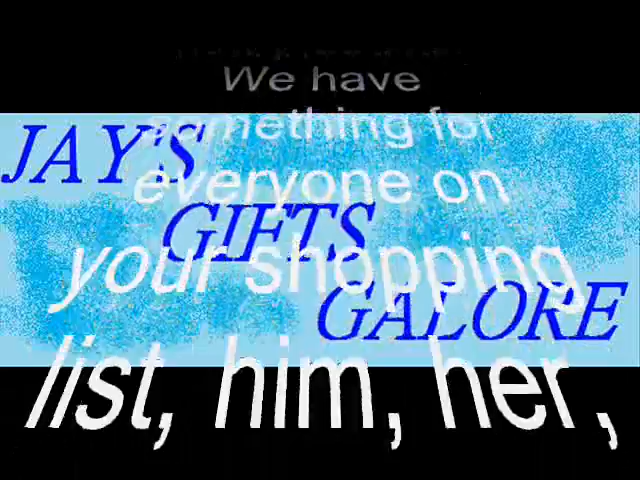 We have
something for
JAY'S
everyone on
GIFTS
your shopping
GALORE
list, him, her,